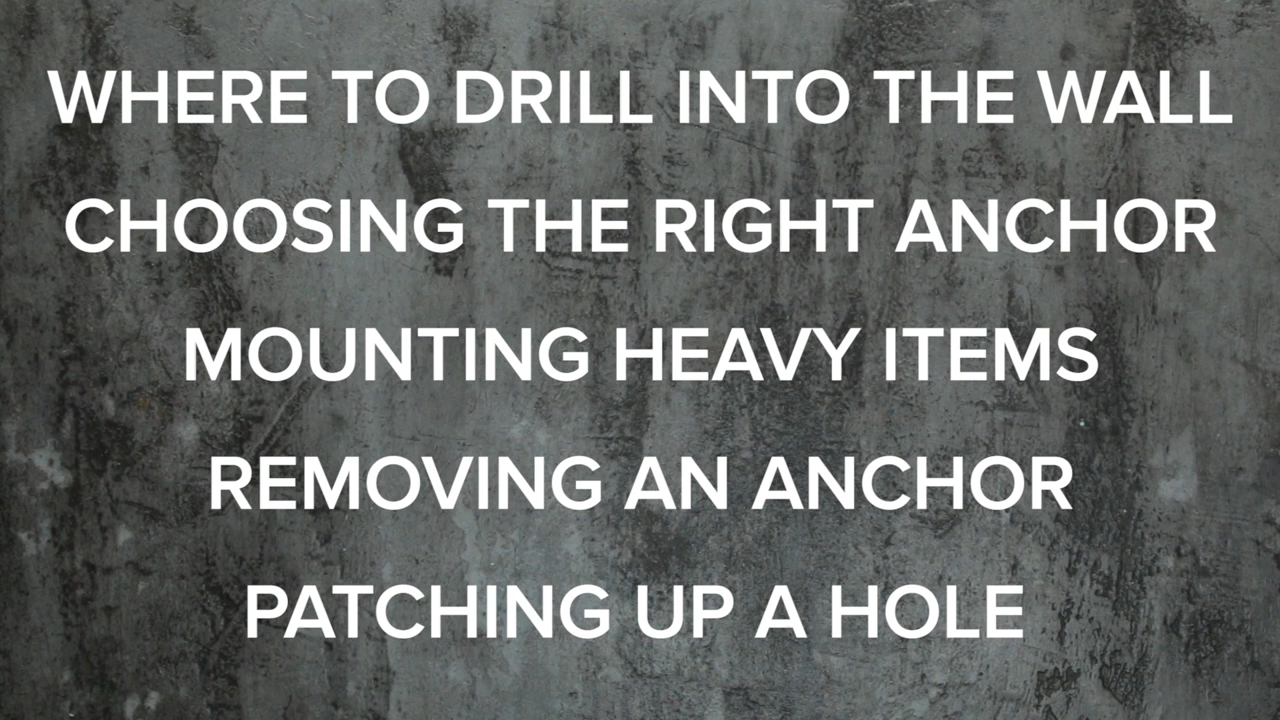 WHERE TO DRILL INTO THE WALL
CHOOSING THE RIGHT ANCHOR
MOUNTING HEAVY ITEMS
REMOVING AN ANCHOR
PATCHING UP A HOLE